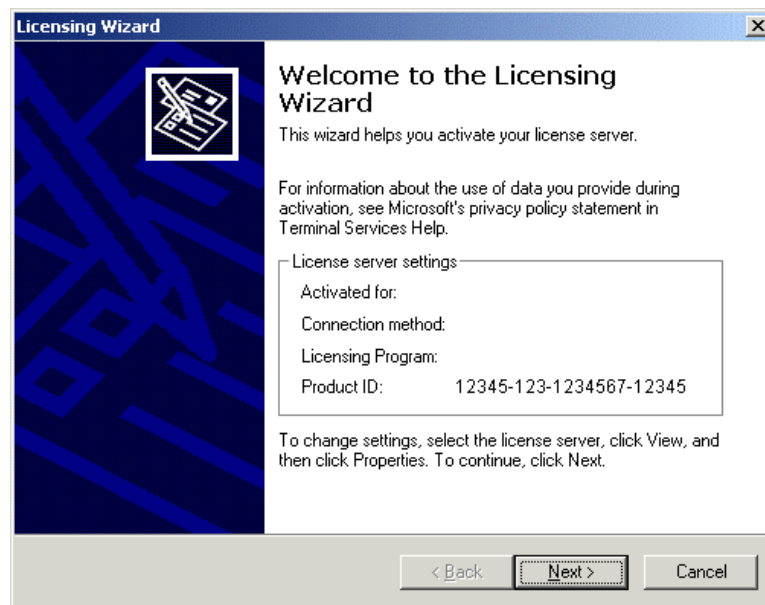 Licensing Wizard
Welcome to the Licensing
Wizard
This wizard helps you activate your license server.
For information about the use of data you provide during
activation, see Microsoft's privacy policy statement in
Terminal Services Help.
License server settings
Activated for:
Connection method:
Licensing Program:
Product ID: 12345-123-1234567-12345
To change settings, select the license server, click View, and
then click Properties. To continue, click Next.
< Back Next > Cancel